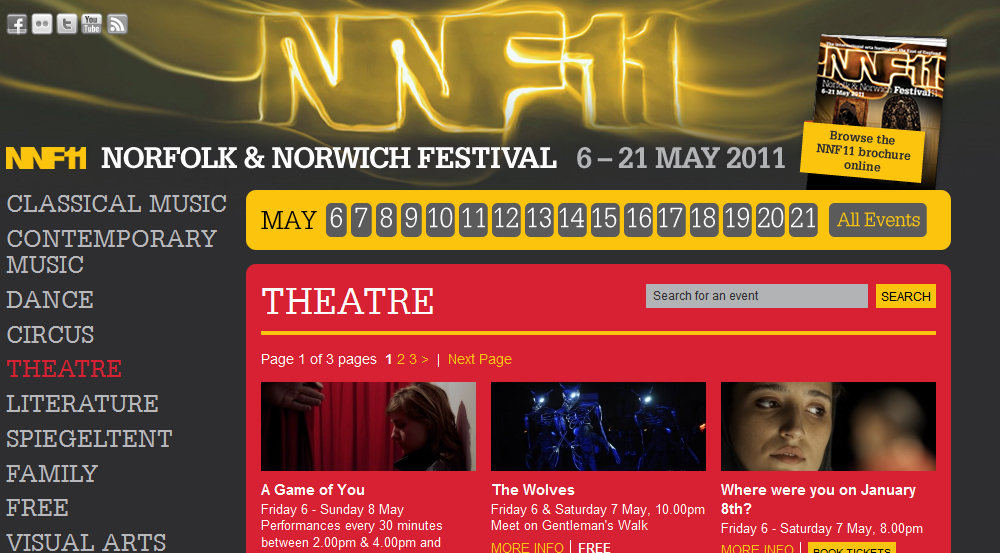 You
Tube
NNF11
The international arts festival for the East of England
NNF11
Norfolk & Norwich Festival
6-21 May 2011
Browse the
NNF11 brochure
online
NNF11 NORFOLK & NORWICH FESTIVAL 6 – 21 MAY 2011
CLASSICAL MUSIC
CONTEMPORARY
MUSIC
DANCE
CIRCUS
THEATRE
LITERATURE
SPIEGELTENT
FAMILY
FREE
VISUAL ARTS
MAY 6 7 8 9 10 11 12 13 14 15 16 17 18 19 20 21 All Events
THEATRE
Search for an event SEARCH
Page 1 of 3 pages 1 2 3 > | Next Page
A Game of You
Friday 6 - Sunday 8 May
Performances every 30 minutes
between 2.00pm & 4.00pm and
The Wolves
Friday 6 & Saturday 7 May, 10.00pm
Meet on Gentleman's Walk
MORE INFO | FREE
Where were you on January
8th?
Friday 6 - Saturday 7 May, 8.00pm
MORE INFO | BOOK TICKETS